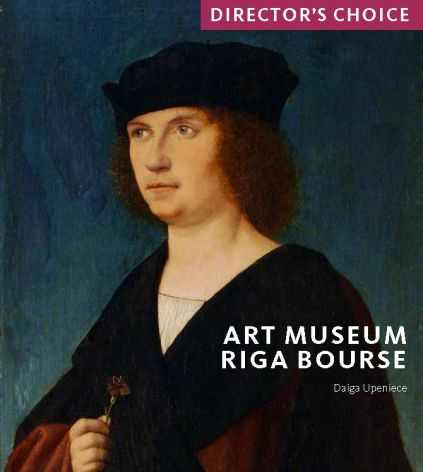 DIRECTOR'S CHOICE
ART MUSEUM
RIGA BOURSE
Daiga Upeniece